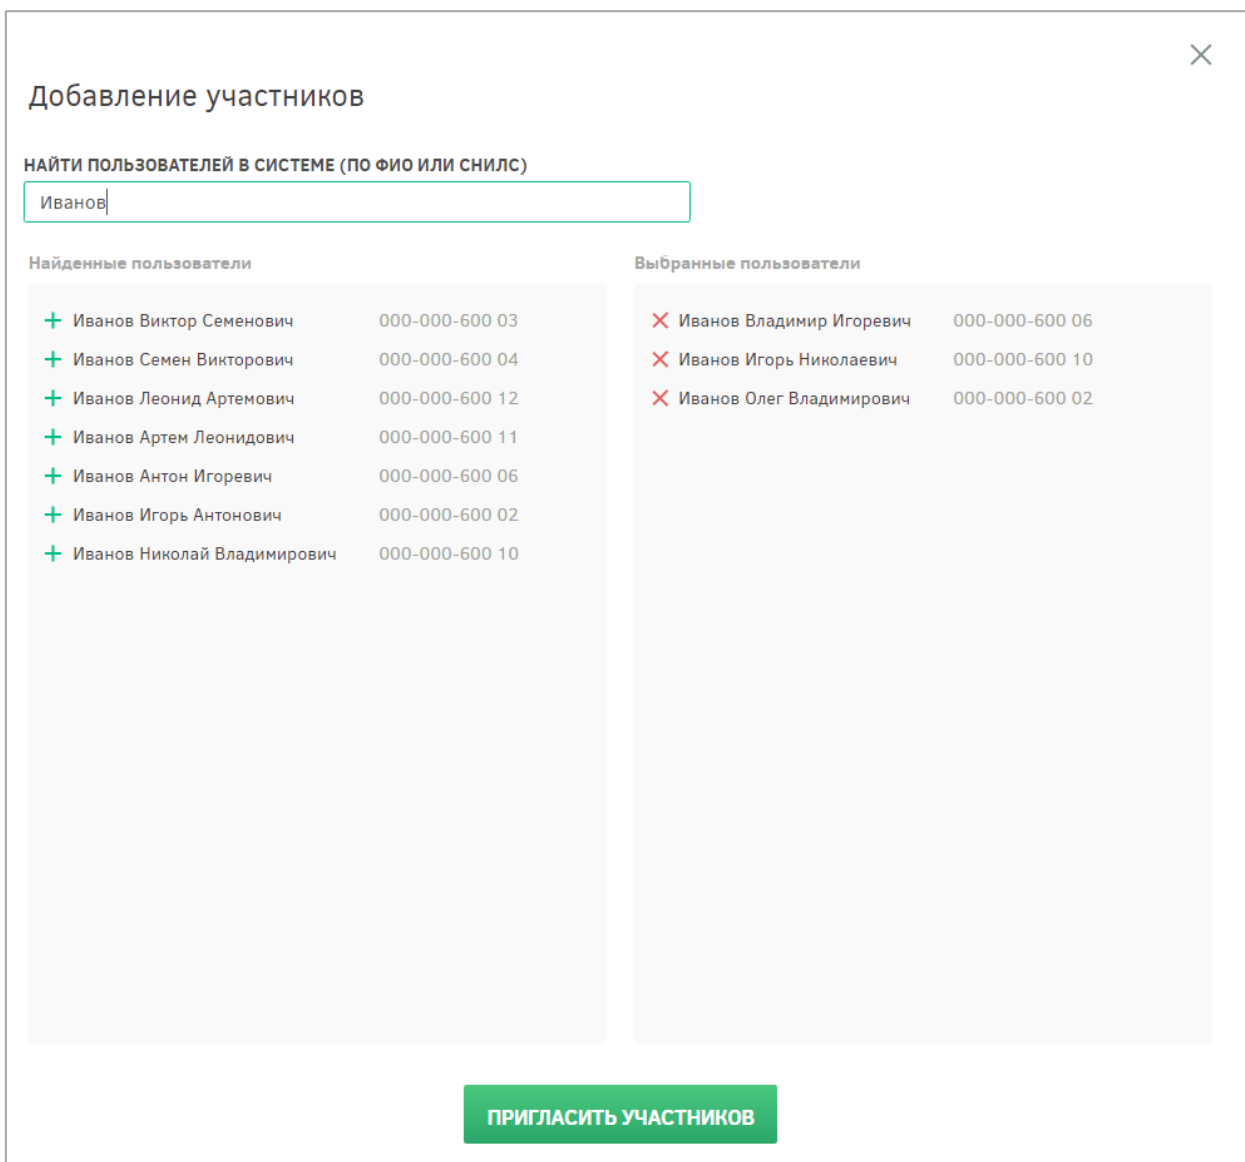 Добавление участников
НАЙТИ ПОЛЬЗОВАТЕЛЕЙ В СИСТЕМЕ (ПО ФИО ИЛИ СНИЛС)
Иванов
Найденные пользователи
Иванов Виктор Семенович 000-000-600 03
Иванов Семен Викторович 000-000-600 04
Иванов Леонид Артемович 000-000-600 12
Иванов Артем Леонидович 000-000-600 11
Иванов Антон Игоревич 000-000-600 06
Иванов Игорь Антонович 000-000-600 02
Иванов Николай Владимирович 000-000-600 10
Выбранные пользователи
Иванов Владимир Игоревич 000-000-600 06
Иванов Игорь Николаевич 000-000-600 10
Иванов Олег Владимирович 000-000-600 02
ПРИГЛАСИТЬ УЧАСТНИКОВ